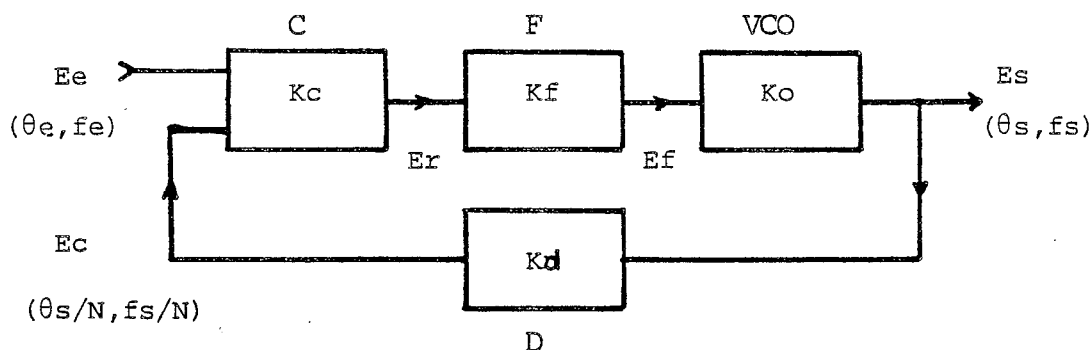 C
F
VCO
Ee
(θe,fe)
Kc
Kf
Ko
Es
(θs,fs)
Er
Ef
Ec
(θs/N,fs/N)
Kd
D